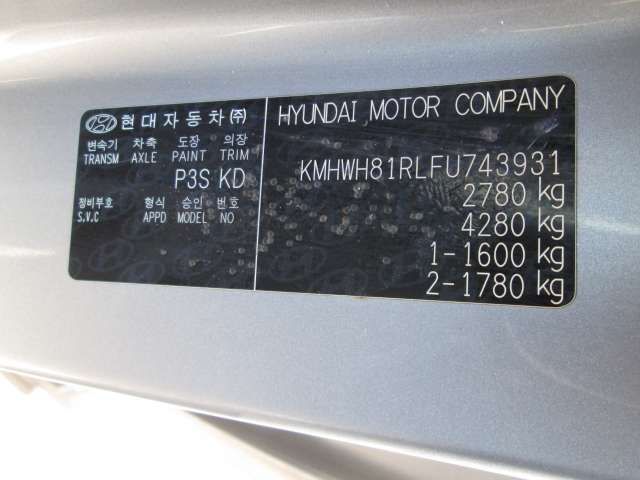 현대자동차㈜
변속기 차축 도장 의장
TRANSM AXLE PAINT TRIM
P3S KD
정비부호 형식 승인 번호
S.V.C APPD MODEL NO
HYUNDAI MOTOR COMPANY
KMHWH81RLFU743931
2780 kg
4280 kg
1-1600 kg
2-1780 kg